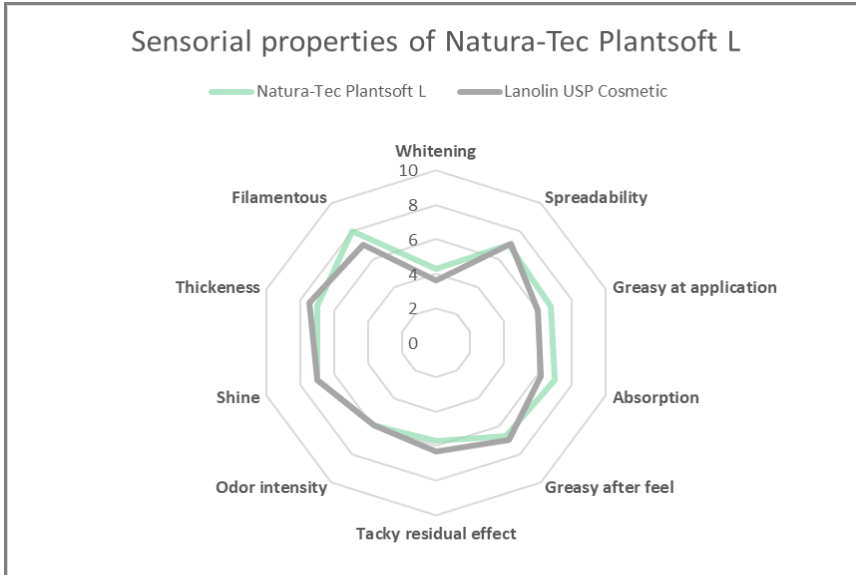 Sensorial properties of Natura-Tec Plantsoft L
Natura-Tec Plantsoft L Lanolin USP Cosmetic
Whitening
10
Filamentous
Spreadability
8
6
4
Thickeness
Greasy at application
2
0
Shine
Absorption
Odor intensity
Greasy after feel
Tacky residual effect